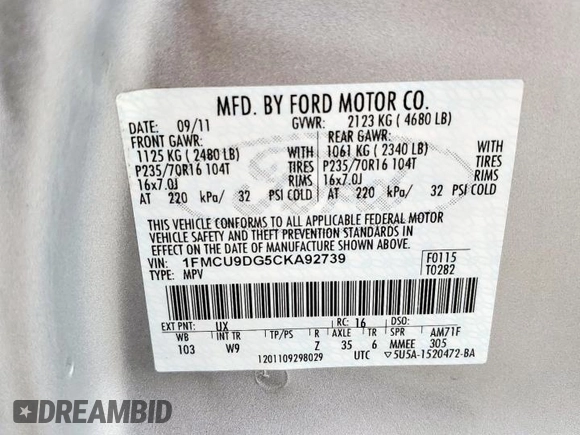 MFD. BY FORD MOTOR CO.
DATE: 09/11 GVWR: 2123 KG ( 4680 LB)
FRONT GAWR: REAR GAWR:
1125 KG ( 2480 LB) WITH 1061 KG ( 2340 LB) WITH
P235/70R16 104T TIRES P235/70R16 104T TIRES
16x7.0J RIMS 16x7.0J RIMS
AT 220 kPa/ 32 PSI COLD AT 220 kPa/ 32 PSI COLD
THIS VEHICLE CONFORMS TO ALL APPLICABLE FEDERAL MOTOR
VEHICLE SAFETY AND THEFT PREVENTION STANDARDS IN EFFECT
ON THE DATE OF MANUFACTURE SHOWN ABOVE.
VIN: 1FMCU9DG5CKA92739 F0115
TYPE: MPV T0282
EXT PNT: UX RC: 16 DSO:
WB INT TR TP/PS R AXLE TR SPR AM71F
103 W9 Z 35 6 MMEE 305
1201109298029 UTC ▽5U5A-1520472-BA
Ford
DREAMBID